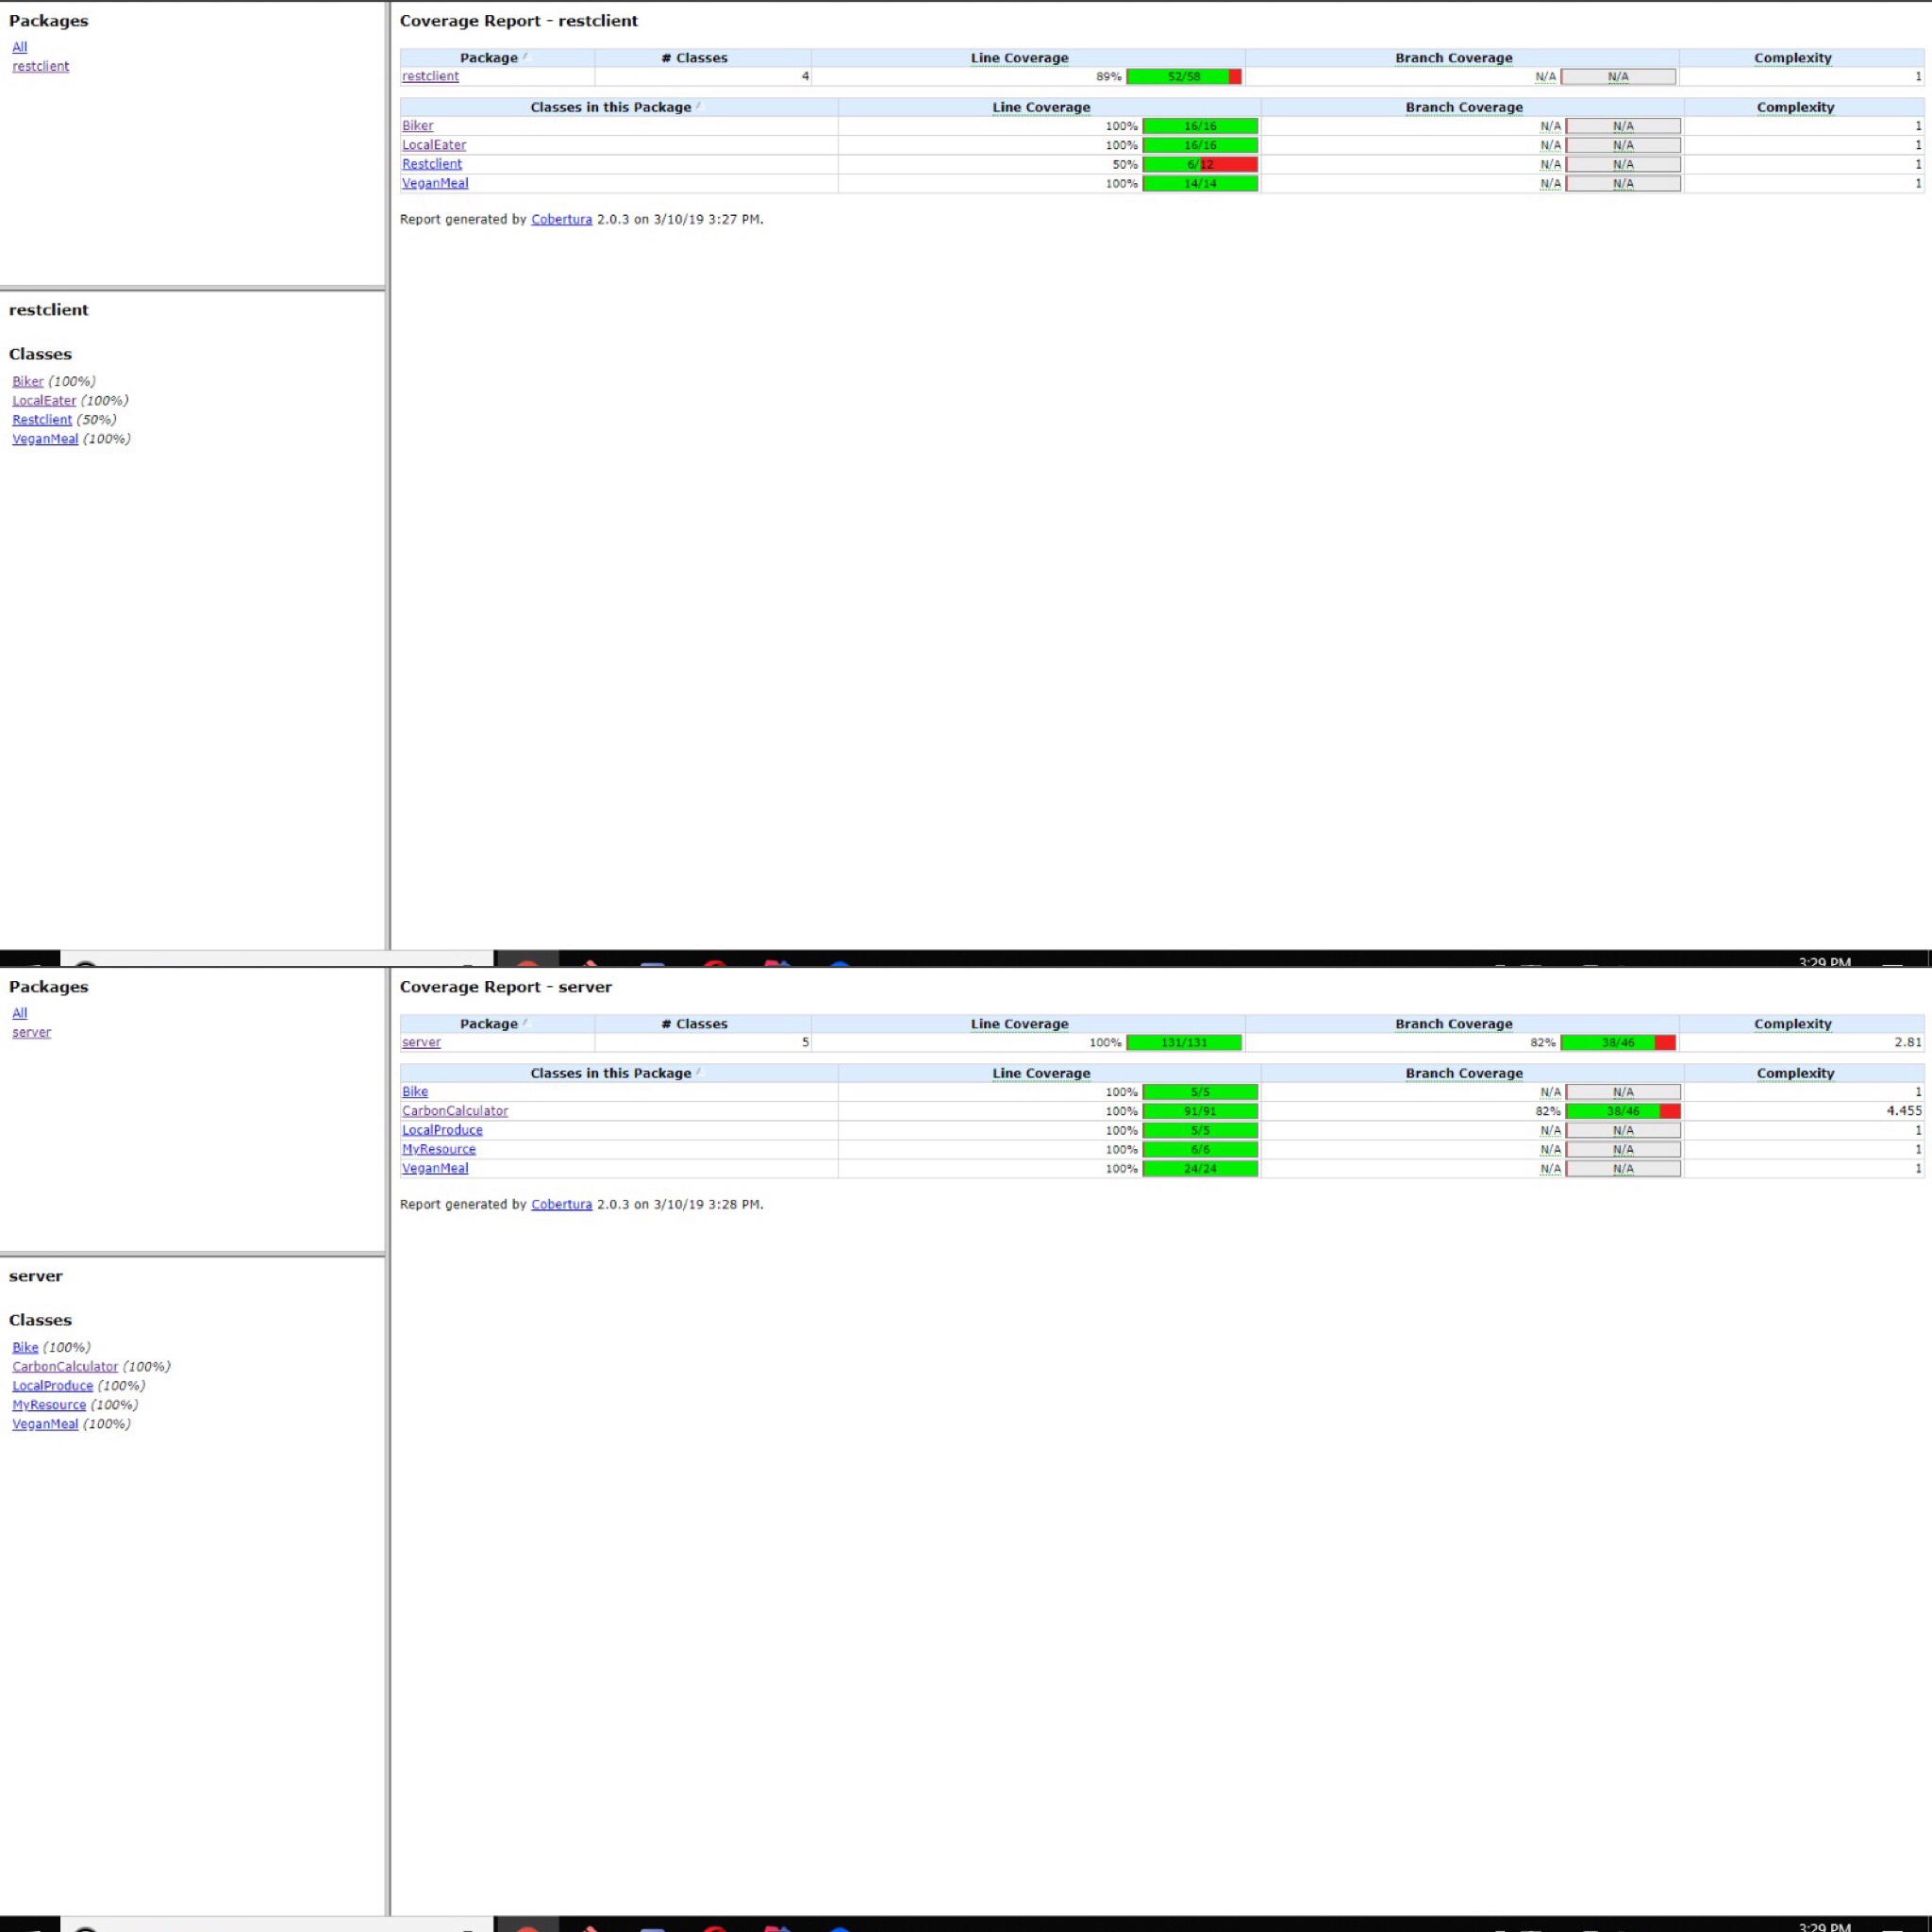 Packages
All
restclient
restclient
Classes
Biker (100%)
LocalEater (100%)
Restclient (50%)
VeganMeal (100%)
Coverage Report - restclient
Package # Classes Line Coverage Branch Coverage Complexity
restclient 4 89% 52/58 N/A N/A 1
Classes in this Package Line Coverage Branch Coverage Complexity
Biker 100% 16/16 N/A N/A 1
LocalEater 100% 16/16 N/A N/A 1
Restclient 50% 6/12 N/A N/A 1
VeganMeal 100% 14/14 N/A N/A 1
Report generated by Cobertura 2.0.3 on 3/10/19 3:27 PM.
3:29 PM
Packages
All
server
server
Classes
Bike (100%)
CarbonCalculator (100%)
LocalProduce (100%)
MyResource (100%)
VeganMeal (100%)
Coverage Report - server
Package # Classes Line Coverage Branch Coverage Complexity
server 5 100% 131/131 82% 38/46 2.81
Classes in this Package Line Coverage Branch Coverage Complexity
Bike 100% 5/5 N/A N/A 1
CarbonCalculator 100% 91/91 82% 38/46 4.455
LocalProduce 100% 5/5 N/A N/A 1
MyResource 100% 6/6 N/A N/A 1
VeganMeal 100% 24/24 N/A N/A 1
Report generated by Cobertura 2.0.3 on 3/10/19 3:28 PM.
3:29 PM